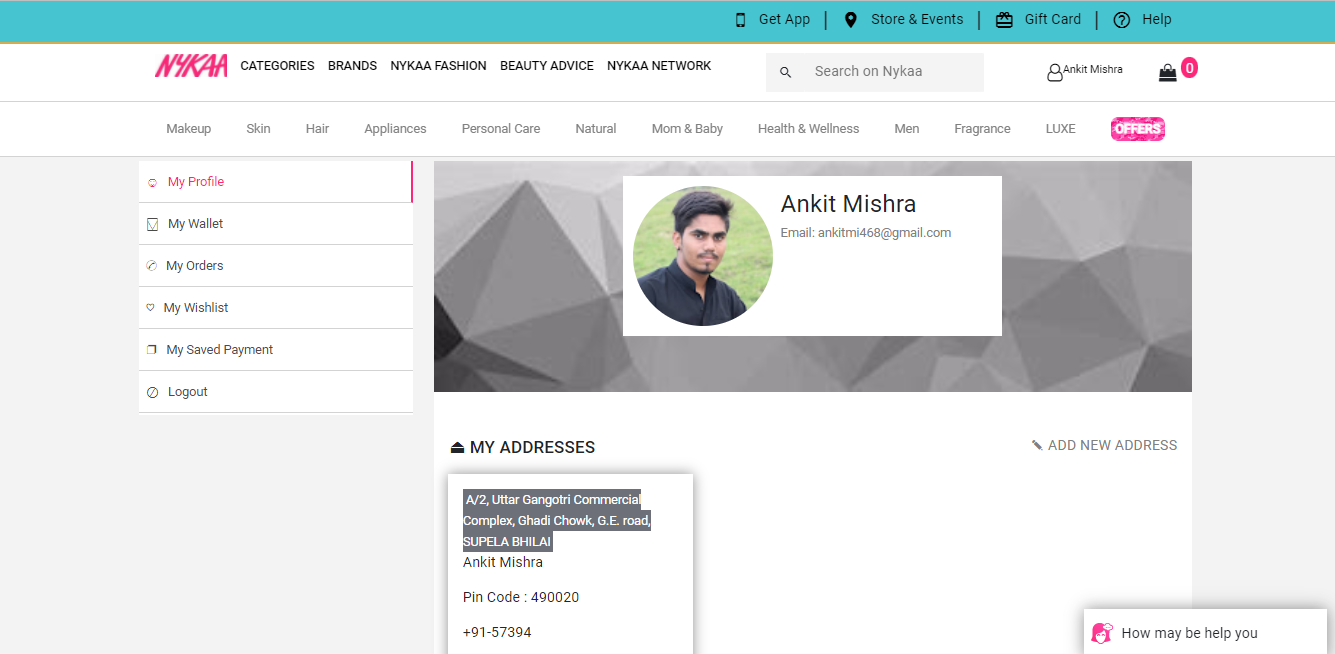 Get App | Store & Events | Gift Card | Help
NYKAA CATEGORIES BRANDS NYKAA FASHION BEAUTY ADVICE NYKAA NETWORK Search on Nykaa Ankit Mishra 0
Makeup Skin Hair Appliances Personal Care Natural Mom & Baby Health & Wellness Men Fragrance LUXE OFFERS
My Profile
My Wallet
My Orders
My Wishlist
My Saved Payment
Logout
Ankit Mishra
Email: ankitmi468@gmail.com
MY ADDRESSES ADD NEW ADDRESS
A/2, Uttar Gangotri Commercial
Complex, Ghadi Chowk, G.E. road,
SUPELA BHILAI
Ankit Mishra
Pin Code : 490020
+91-57394
How may be help you